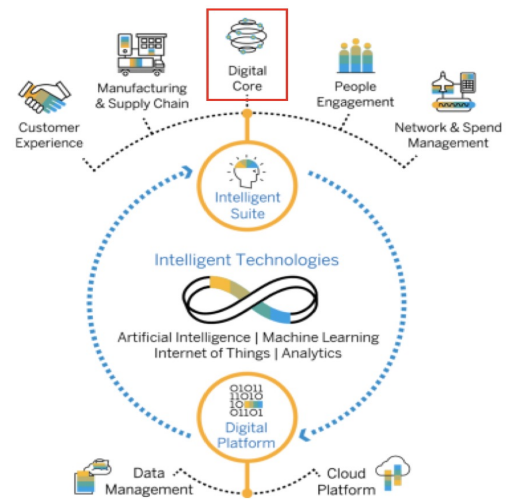 Digital
Core
Manufacturing
& Supply Chain
People
Engagement
Customer
Experience
Network & Spend
Management
Intelligent
Suite
Intelligent Technologies
Artificial Intelligence | Machine Learning
Internet of Things | Analytics
01011
11010
10
01101
Digital
Platform
Data
Management
Cloud
Platform